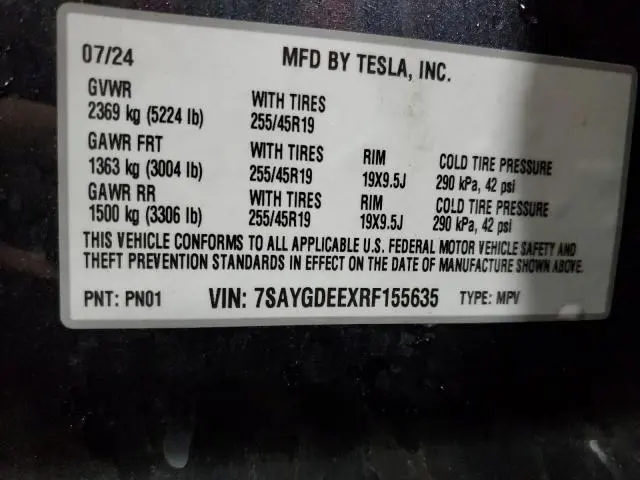 07/24 MFD BY TESLA, INC.
GVWR
2369 kg (5224 lb) WITH TIRES 255/45R19
GAWR FRT WITH TIRES RIM COLD TIRE PRESSURE
1363 kg (3004 lb) 255/45R19 19X9.5J 290 kPa, 42 psi
GAWR RR WITH TIRES RIM COLD TIRE PRESSURE
1500 kg (3306 lb) 255/45R19 19X9.5J 290 kPa, 42 psi
THIS VEHICLE CONFORMS TO ALL APPLICABLE U.S. FEDERAL MOTOR VEHICLE SAFETY AND
THEFT PREVENTION STANDARDS IN EFFECT ON THE DATE OF MANUFACTURE SHOWN ABOVE.
PNT: PN01 VIN: 7SAYGDEEXRF155635 TYPE: MPV